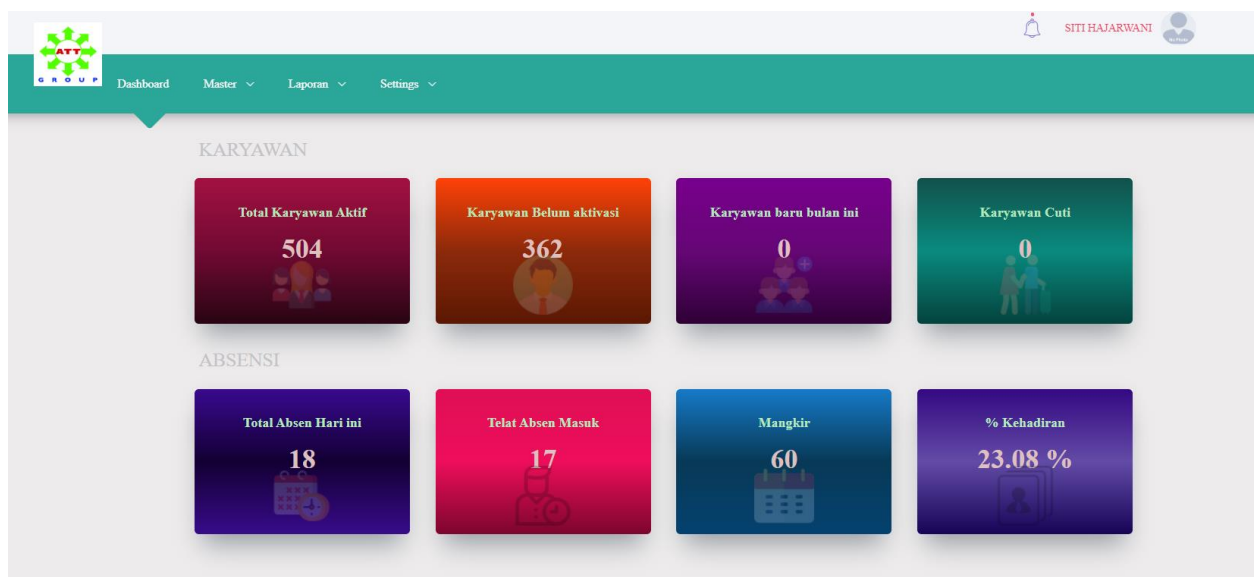 SITI HAJARWANI
No Photo
ATT
GROUP
Dashboard Master Laporan Settings
KARYAWAN
Total Karyawan Aktif
504
Karyawan Belum aktivasi
362
Karyawan baru bulan ini
0
Karyawan Cuti
0
ABSENSI
Total Absen Hari ini
18
Telat Absen Masuk
17
Mangkir
60
% Kehadiran
23.08 %